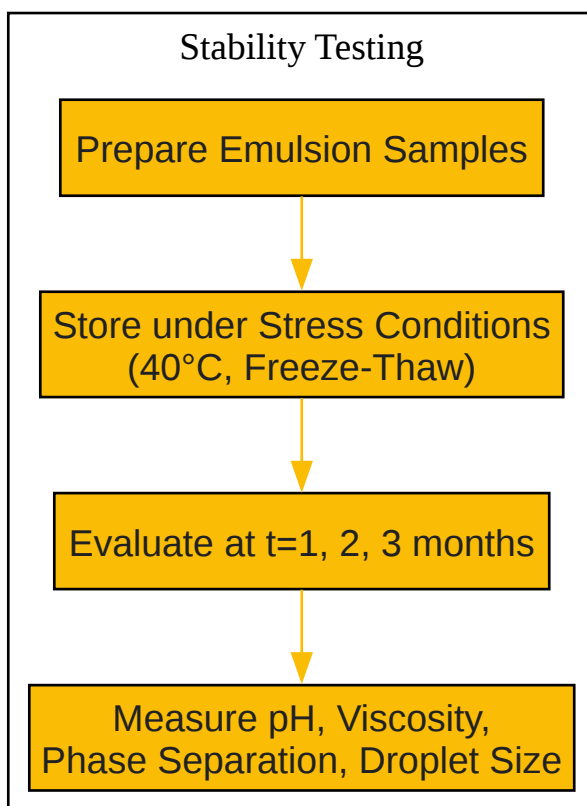 Stability Testing
Prepare Emulsion Samples
Store under Stress Conditions
(40°C, Freeze-Thaw)
Evaluate at t=1, 2, 3 months
Measure pH, Viscosity,
Phase Separation, Droplet Size